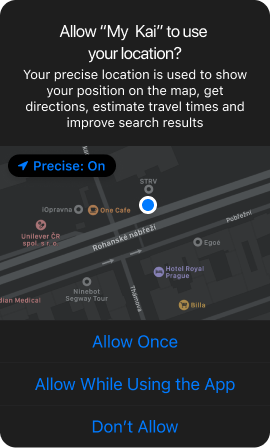 Allow “My Kai” to use
your location?
Your precise location is used to show
your position on the map, get
directions, estimate travel times and
improve search results
Precise: On
STRV
IOpravna
One Cafe
Pobřežní
Unilever ČR
spol. s r. o
Rohanské nábřeží
Egoé
Hotel Royal
Prague
Ninebot
Segway Tour
dian Medical
Thámova
Billa
Allow Once
Allow While Using the App
Don’t Allow